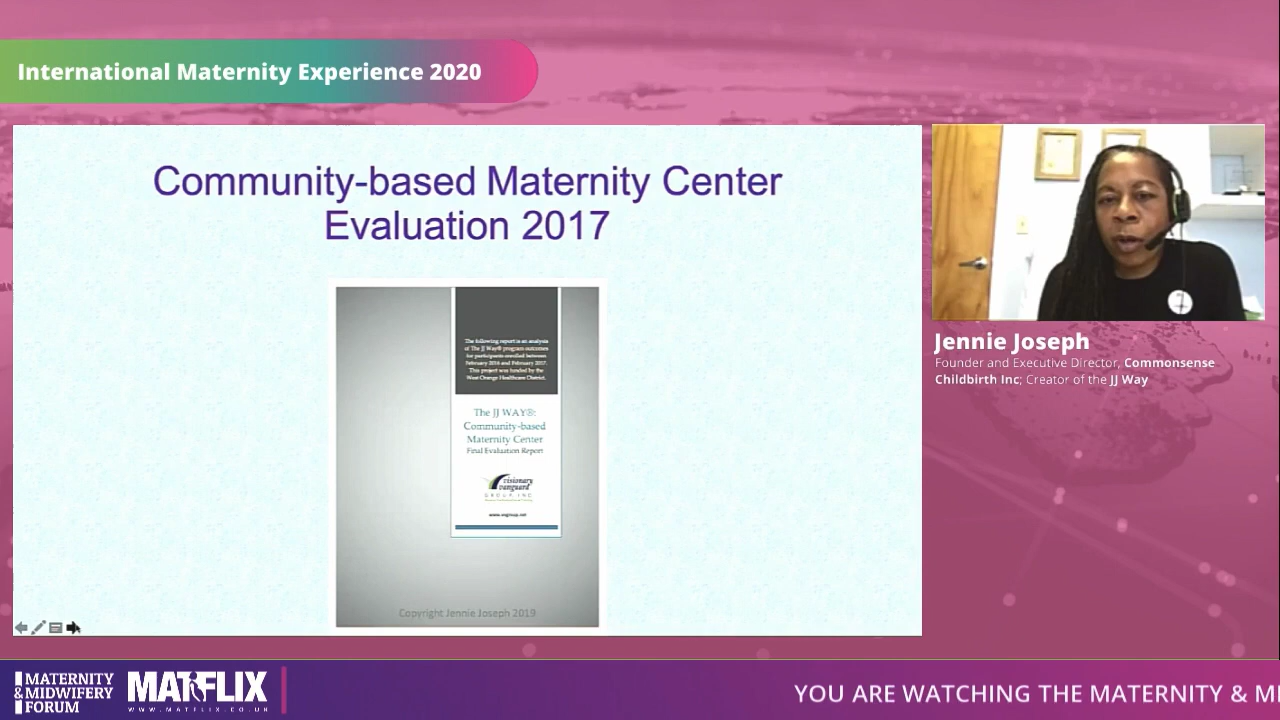 International Maternity Experience 2020
Community-based Maternity Center
Evaluation 2017
The following report is an analysis
of The JJ Way® program outcomes
for participants enrolled between
February 2016 and February 2017.
This project was funded by the
West Orange Healthcare District.
The JJ WAY®:
Community-based
Maternity Center
Final Evaluation Report
visionary
vanguard
GROUP, INC
Copyright Jennie Joseph 2019
Jennie Joseph
Founder and Executive Director, Commonsense
Childbirth Inc; Creator of the JJ Way
MATERNITY
& MIDWIFERY
FORUM
MATFLIX
WWW.MATFLIX.CO.UK
YOU ARE WATCHING THE MATERNITY & MI